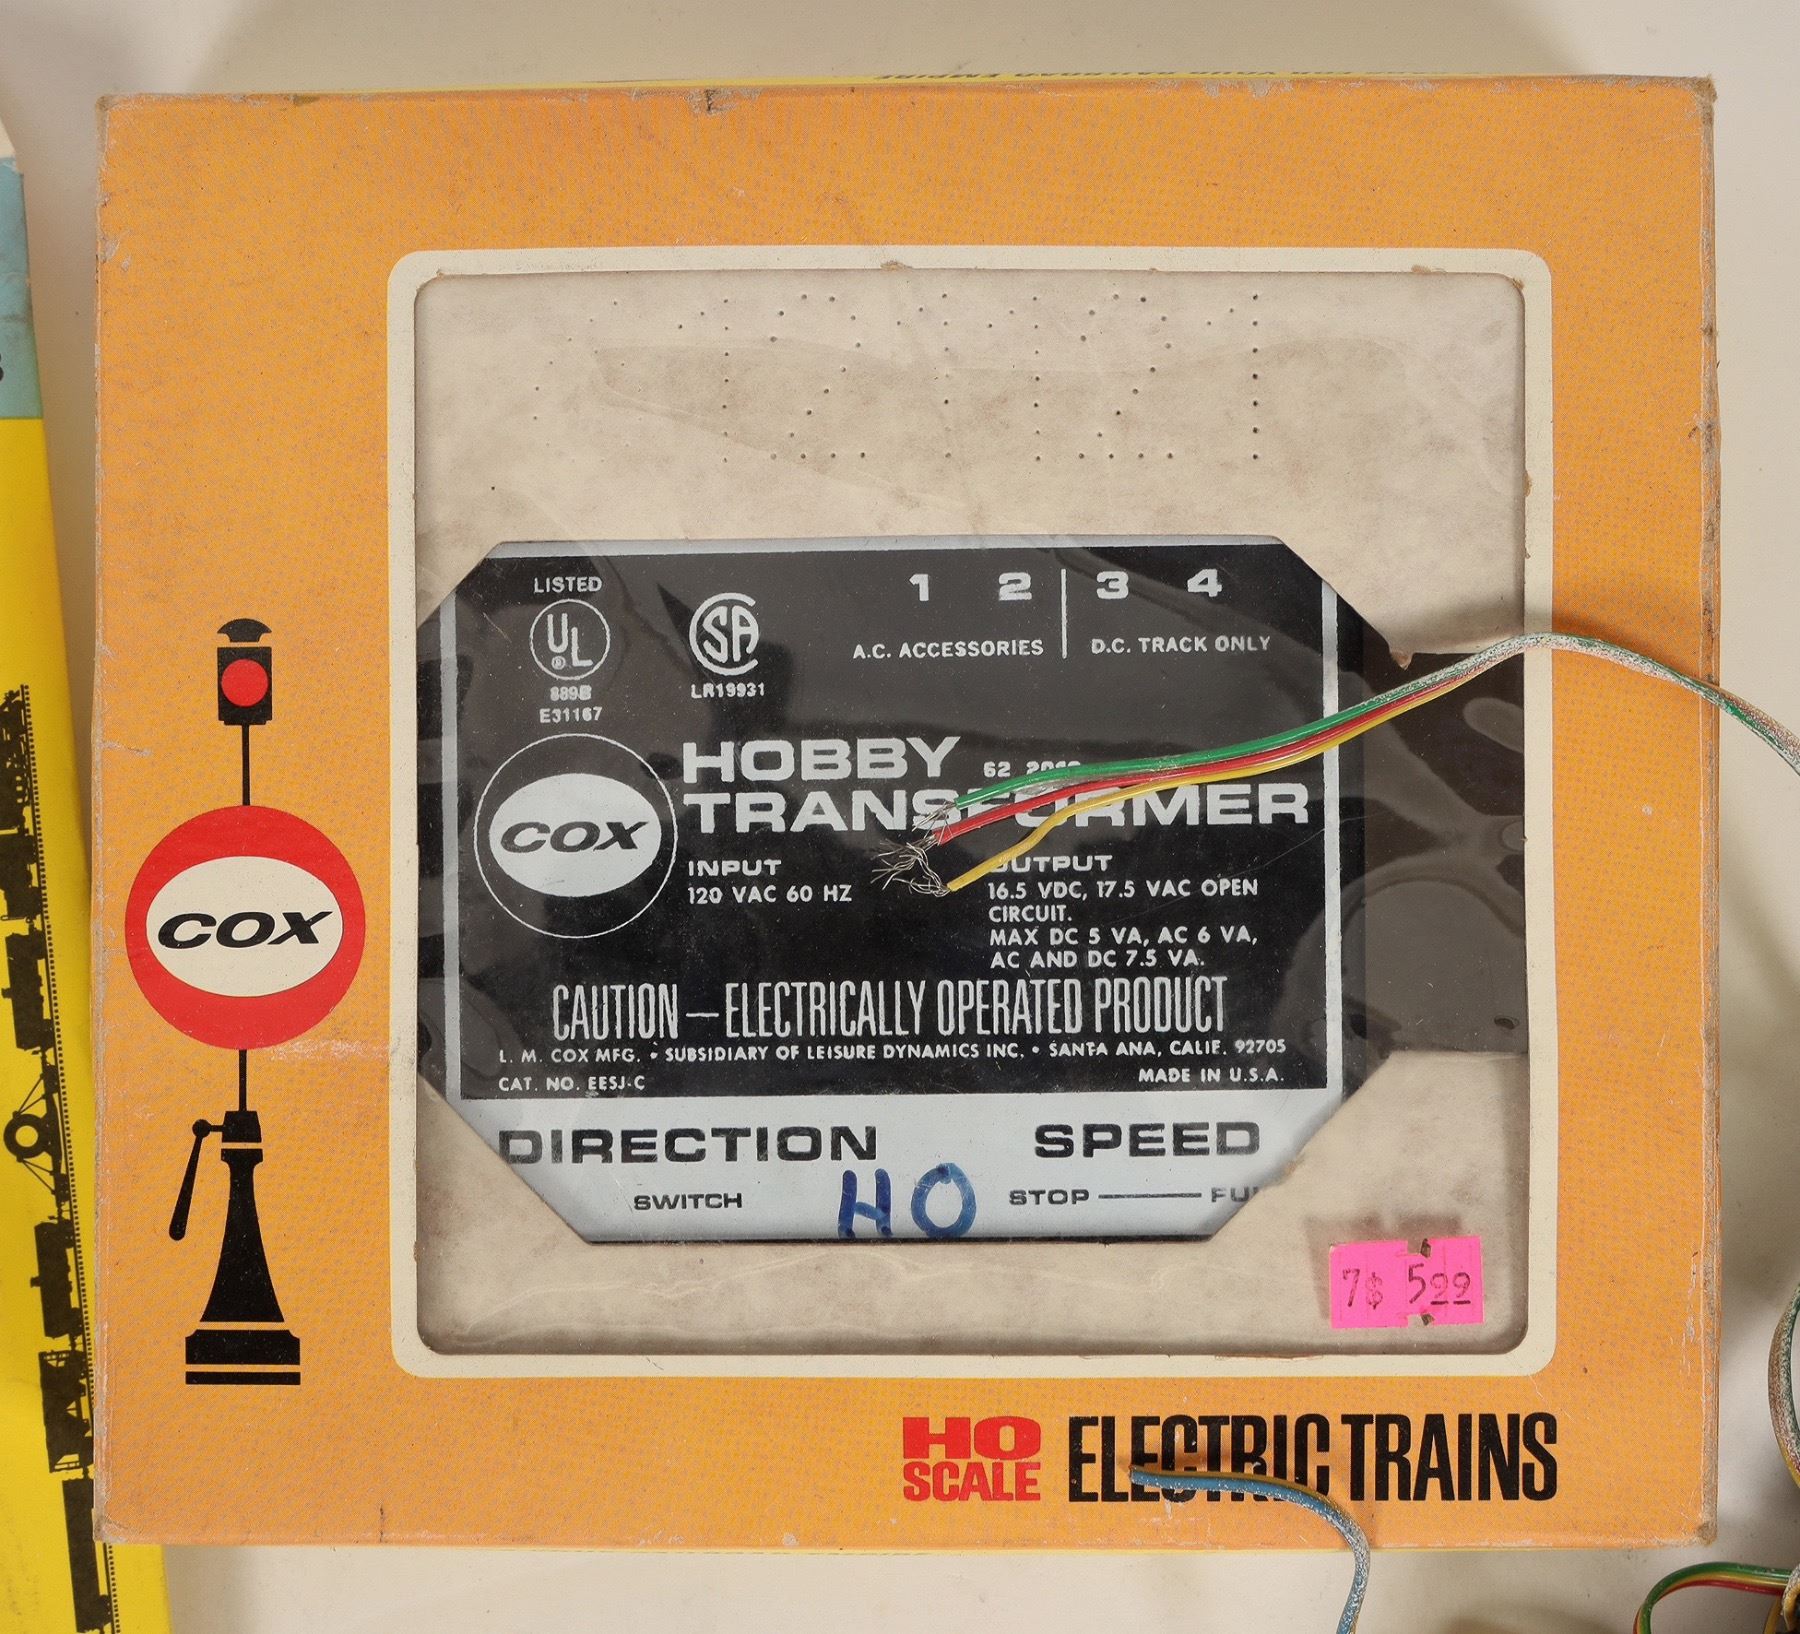 LISTED
UL
®
889B
E31167
SA
LR19931
1 2 3 4
A.C. ACCESSORIES D.C. TRACK ONLY
COX
HOBBY
TRANSFORMER
INPUT
120 VAC 60 HZ
OUTPUT
16.5 VDC, 17.5 VAC OPEN
CIRCUIT.
MAX DC 5 VA, AC 6 VA,
AC AND DC 7.5 VA.
CAUTION — ELECTRICALLY OPERATED PRODUCT
L. M. COX MFG. • SUBSIDIARY OF LEISURE DYNAMICS INC. • SANTA ANA, CALIF. 92705
CAT. NO. EESJ-C MADE IN U.S.A.
DIRECTION SPEED
SWITCH HO STOP
7$ 5.99
COX
HO
SCALE
ELECTRIC TRAINS